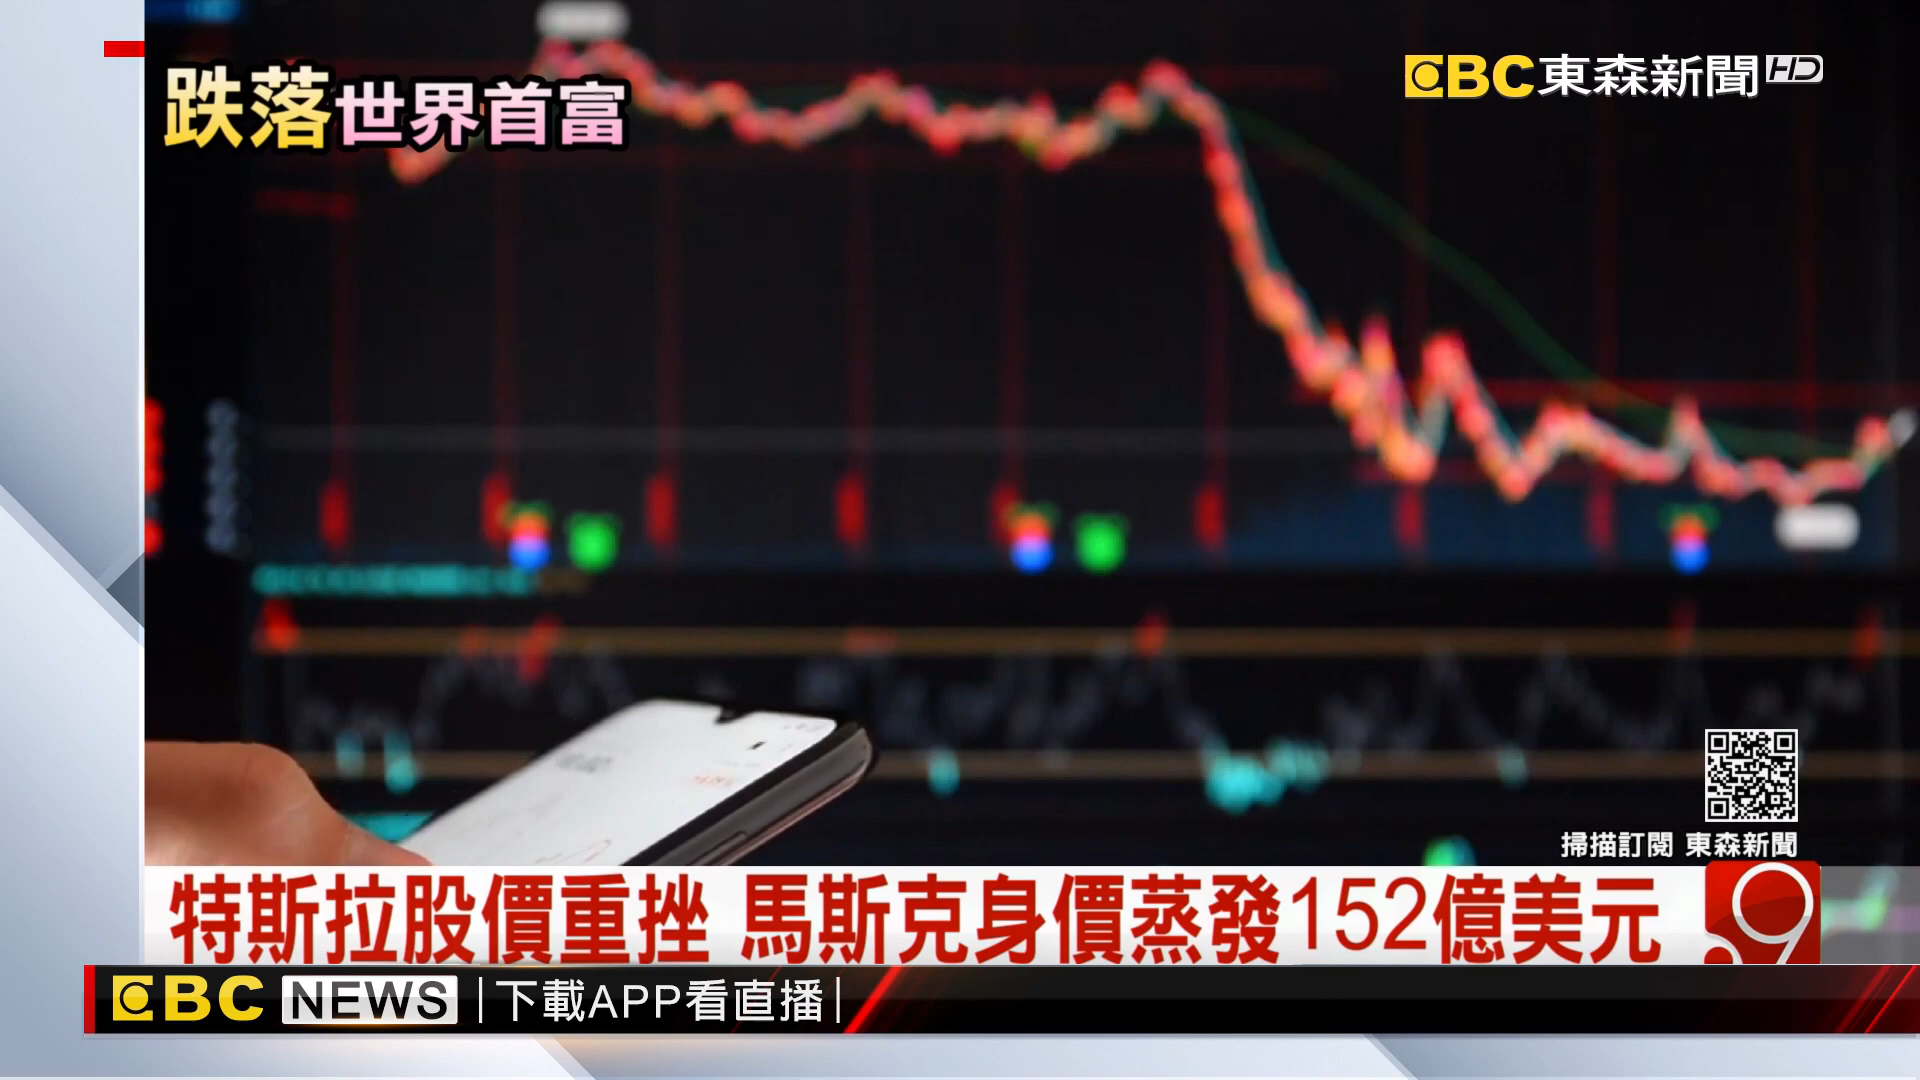 跌落世界首富
EBC東森新聞HD
掃描訂閱 東森新聞
特斯拉股價重挫 馬斯克身價蒸發152億美元
9
EBC NEWS |下載APP看直播|